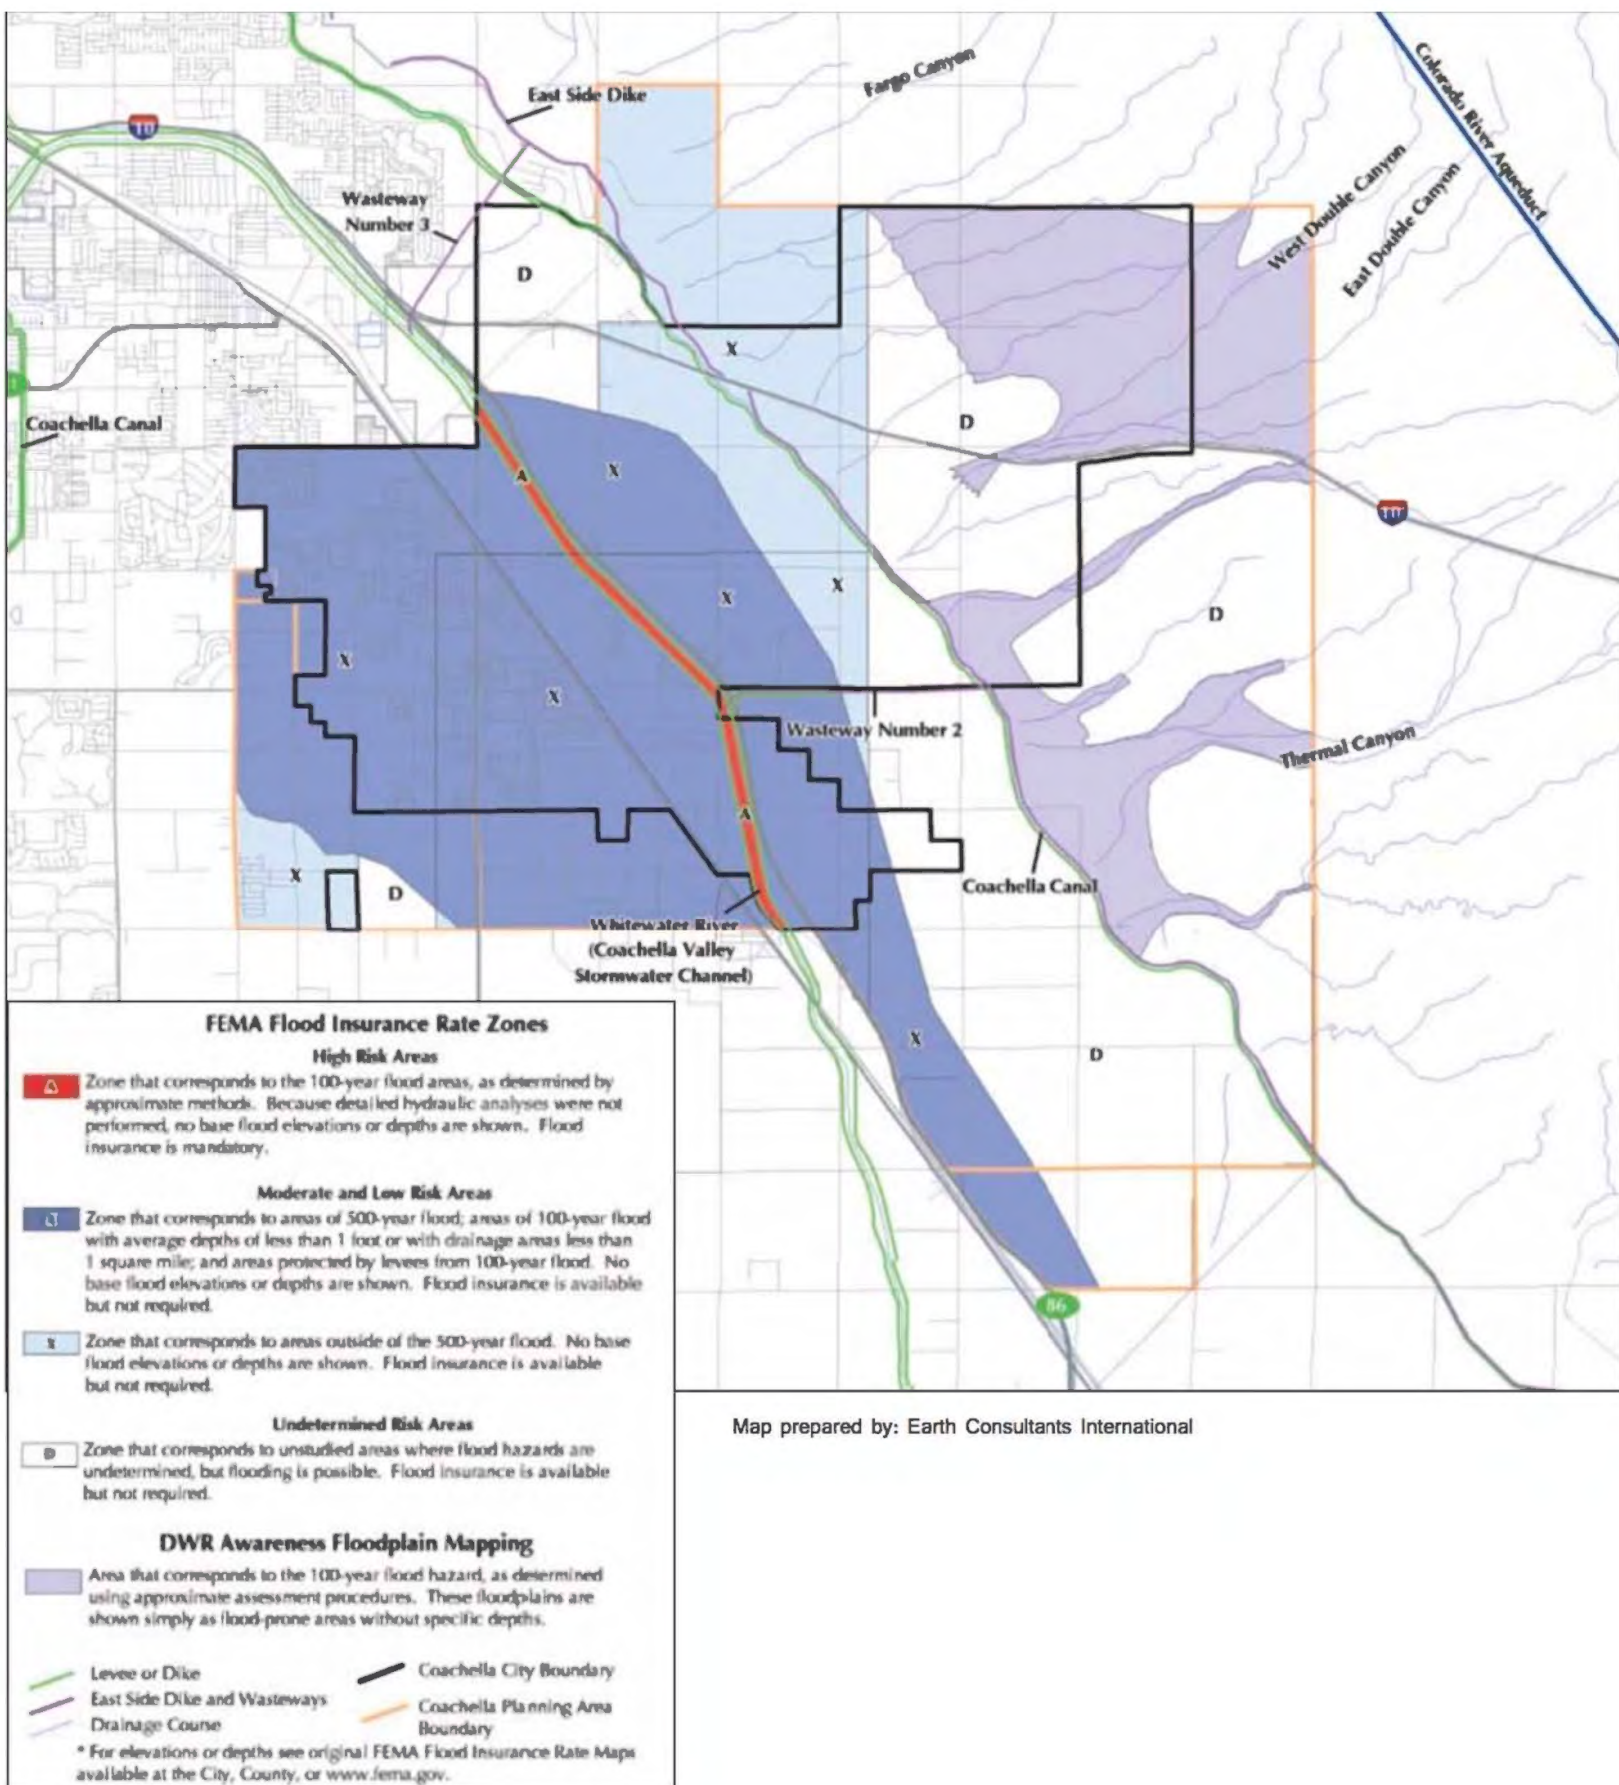 Fargo Canyon
Colorado River Aqueduct
East Side Dike
10
Wasteway
Number 3
West Double Canyon
East Double Canyon
D
X
Coachella Canal
D
A
X
10
X
X
D
X
X
Wasteway Number 2
Thermal Canyon
A
X
D
Coachella Canal
Whitewater River
(Coachella Valley
Stormwater Channel)
X
D
86
FEMA Flood Insurance Rate Zones
High Risk Areas
A
Zone that corresponds to the 100-year flood areas, as determined by
approximate methods. Because detailed hydraulic analyses were not
performed, no base flood elevations or depths are shown. Flood
insurance is mandatory.
Moderate and Low Risk Areas
Zone that corresponds to areas of 500-year flood; areas of 100-year flood
with average depths of less than 1 foot or with drainage areas less than
1 square mile; and areas protected by levees from 100-year flood. No
base flood elevations or depths are shown. Flood insurance is available
but not required.
X
Zone that corresponds to areas outside of the 500-year flood. No base
flood elevations or depths are shown. Flood insurance is available
but not required.
Undetermined Risk Areas
D
Zone that corresponds to unstudied areas where flood hazards are
undetermined, but flooding is possible. Flood insurance is available
but not required.
DWR Awareness Floodplain Mapping
Area that corresponds to the 100-year flood hazard, as determined
using approximate assessment procedures. These floodplains are
shown simply as flood-prone areas without specific depths.
Levee or Dike
East Side Dike and Wasteways
Drainage Course
Coachella City Boundary
Coachella Planning Area
Boundary
* For elevations or depths see original FEMA Flood Insurance Rate Maps
available at the City, County, or www.fema.gov.
Map prepared by: Earth Consultants International